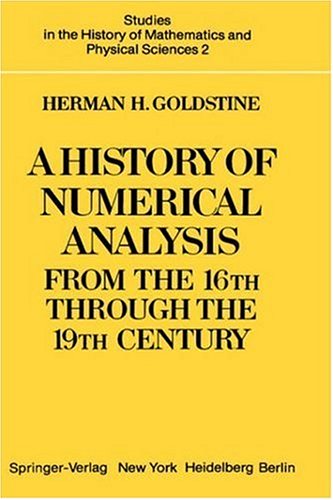 Studies
in the History of Mathematics and
Physical Sciences 2
HERMAN H. GOLDSTINE
A HISTORY OF
NUMERICAL
ANALYSIS
FROM THE 16TH
THROUGH THE
19TH CENTURY
Springer-Verlag New York Heidelberg Berlin